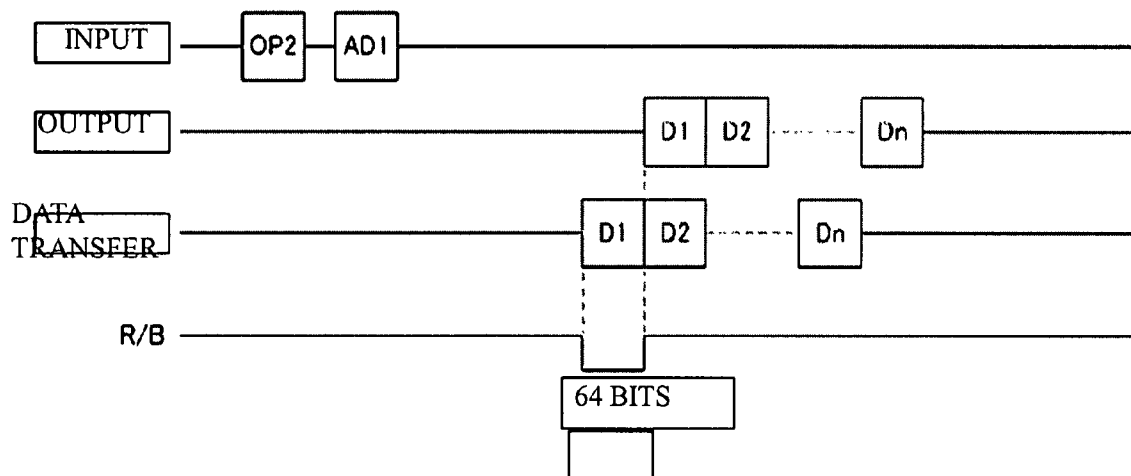 INPUT OP2 AD1
OUTPUT D1 D2 Dn
DATA
TRANSFER D1 D2 Dn
R/B
64 BITS